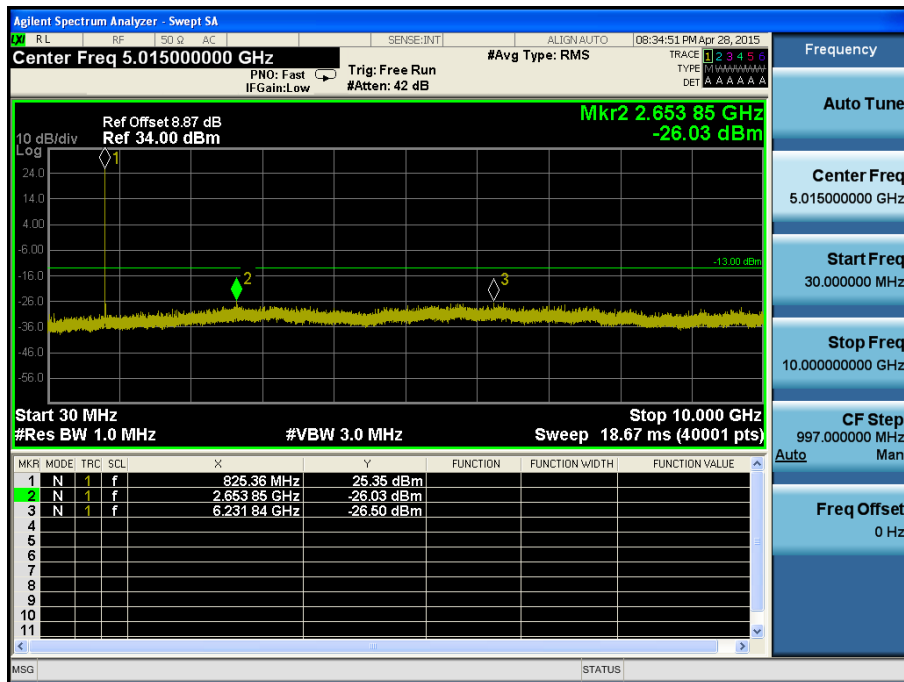 Agilent Spectrum Analyzer - Swept SA
LXI RL RF 50 Ω AC SENSE:INT ALIGN AUTO 08:34:51 PM Apr 28, 2015
Center Freq 5.015000000 GHz #Avg Type: RMS TRACE 1 2 3 4 5 6
PNO: Fast Trig: Free Run TYPE M WWWWW
IFGain:Low #Atten: 42 dB DET A A A A A A
Mkr2 2.653 85 GHz
-26.03 dBm
Ref Offset 8.87 dB
10 dB/div Ref 34.00 dBm
Log
1
24.0
14.0
4.00
-6.00
-13.00 dBm
-16.0
2
3
-26.0
-36.0
-46.0
-56.0
Start 30 MHz Stop 10.000 GHz
#Res BW 1.0 MHz #VBW 3.0 MHz Sweep 18.67 ms (40001 pts)
MKR MODE TRC SCL X Y FUNCTION FUNCTION WIDTH FUNCTION VALUE
1 N 1 f 825.36 MHz 25.35 dBm
2 N 1 f 2.653 85 GHz -26.03 dBm
3 N 1 f 6.231 84 GHz -26.50 dBm
4
5
6
7
8
9
10
11
MSG STATUS
Frequency
Auto Tune
Center Freq
5.015000000 GHz
Start Freq
30.000000 MHz
Stop Freq
10.000000000 GHz
CF Step
997.000000 MHz
Auto Man
Freq Offset
0 Hz